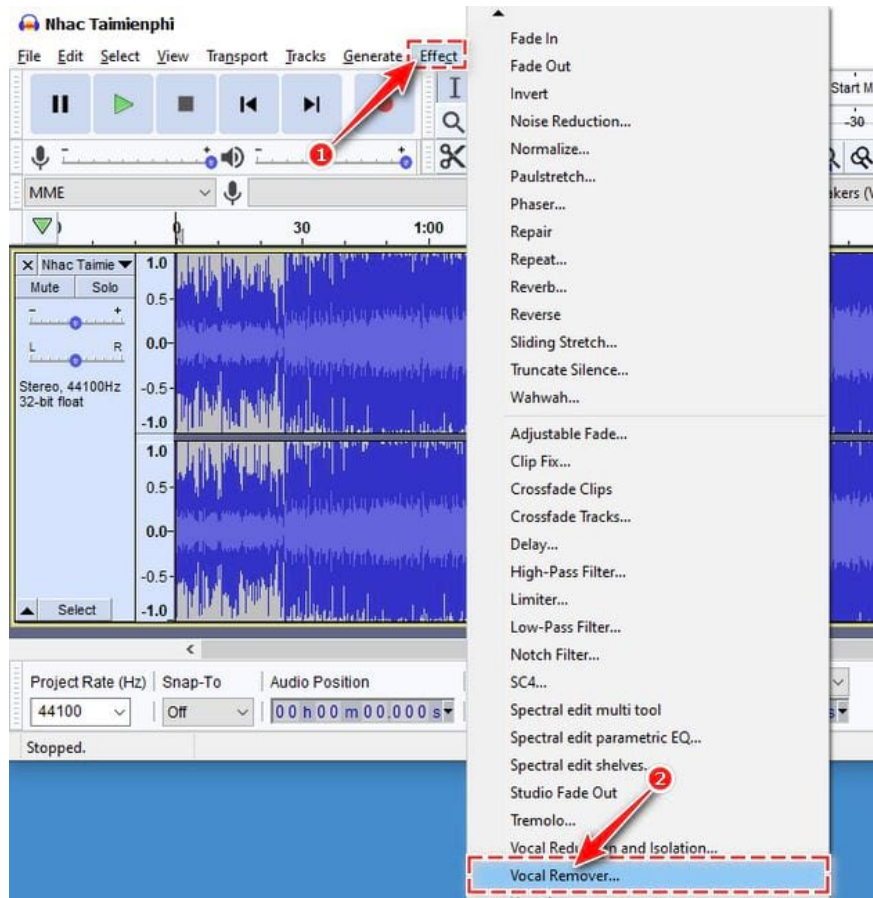 Nhac Taimienphi
File Edit Select View Transport Tracks Generate Effect
1
Start M
-30
MME
akers (V
0 30 1:00
Nhac Taimie
Mute Solo
- +
L R
Stereo, 44100Hz
32-bit float
Select
1.0
0.5
0.0
-0.5
-1.0
1.0
0.5
0.0
-0.5
-1.0
Project Rate (Hz) Snap-To Audio Position
44100 Off 00 h 00 m 00.000 s
s
Stopped.
Fade In
Fade Out
Invert
Noise Reduction...
Normalize...
Paulstretch...
Phaser...
Repair
Repeat...
Reverb...
Reverse
Sliding Stretch...
Truncate Silence...
Wahwah...
Adjustable Fade...
Clip Fix...
Crossfade Clips
Crossfade Tracks...
Delay...
High-Pass Filter...
Limiter...
Low-Pass Filter...
Notch Filter...
SC4...
Spectral edit multi tool
Spectral edit parametric EQ...
Spectral edit shelves...
2
Studio Fade Out
Tremolo...
Vocal Reduction and Isolation...
Vocal Remover...